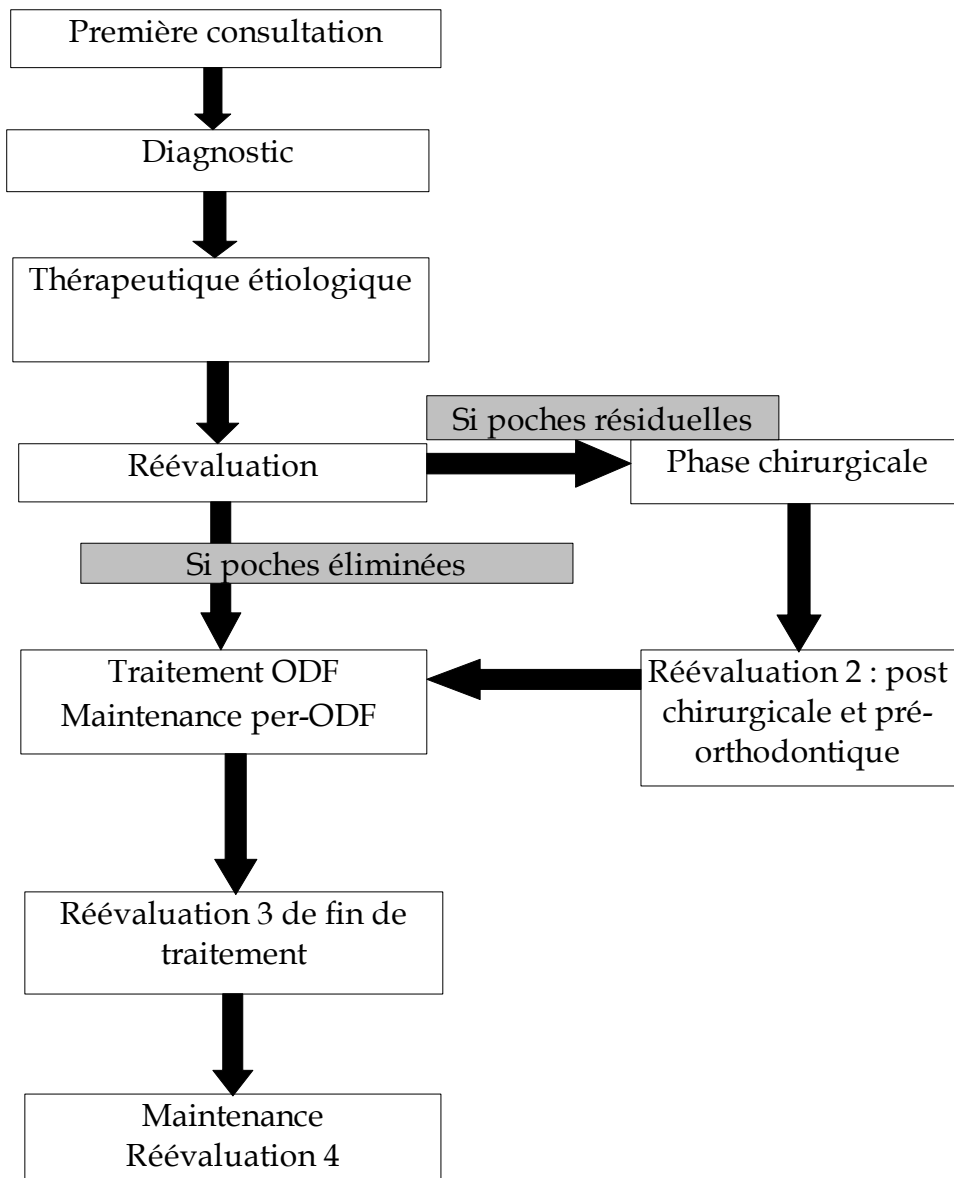 Première consultation
Diagnostic
Thérapeutique étiologique
Si poches résiduelles
Réévaluation
Phase chirurgicale
Si poches éliminées
Traitement ODF
Maintenance per-ODF
Réévaluation 2 : post
chirurgicale et pré-
orthodontique
Réévaluation 3 de fin de
traitement
Maintenance
Réévaluation 4